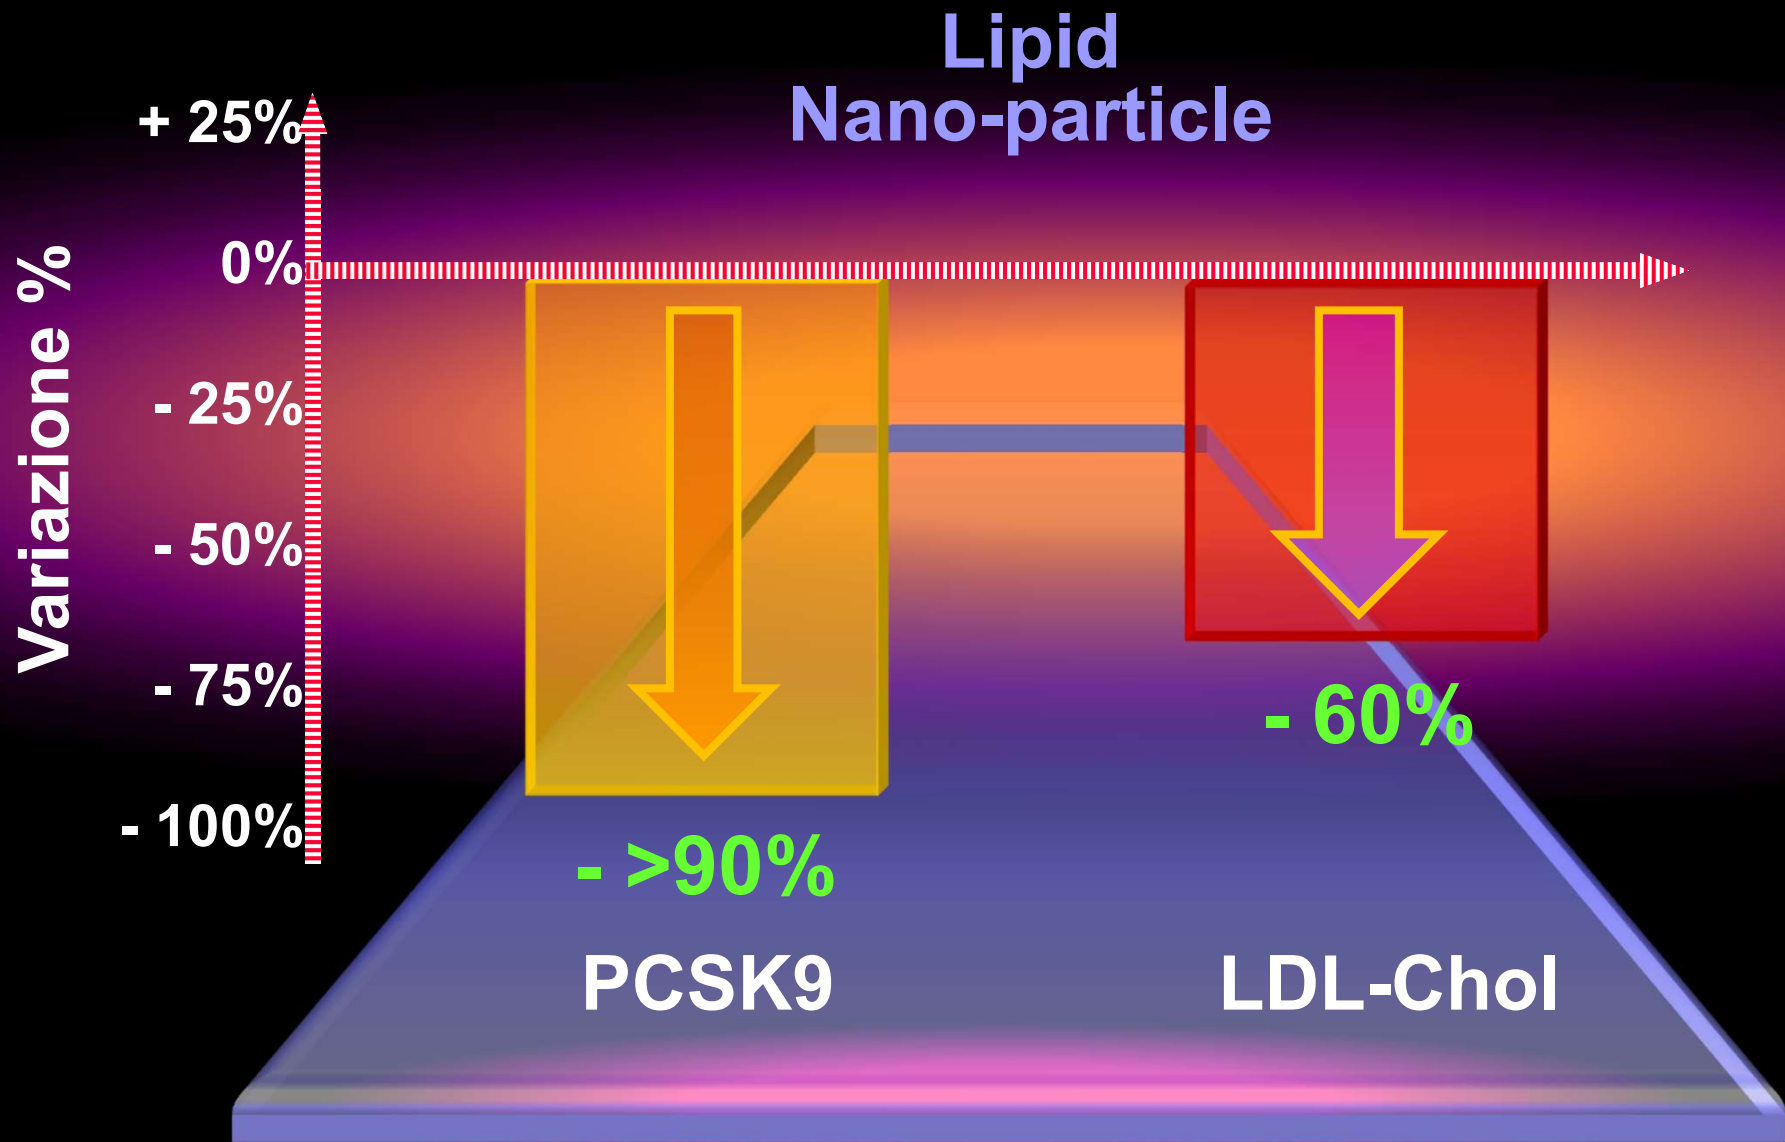 Lipid
Nano-particle
Variazione %
+ 25%
0%
- 25%
- 50%
- 75%
- 100%
- >90%
- 60%
PCSK9
LDL-Chol